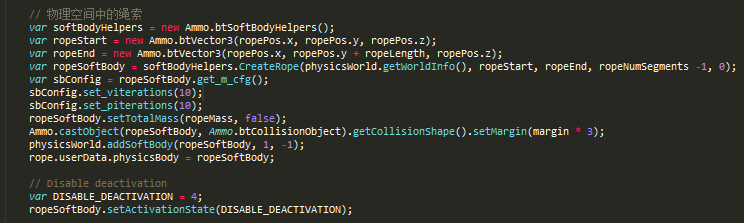 // 物理空间中的绳索
var softBodyHelpers = new Ammo.btSoftBodyHelpers();
var ropeStart = new Ammo.btVector3(ropePos.x, ropePos.y, ropePos.z);
var ropeEnd = new Ammo.btVector3(ropePos.x, ropePos.y + ropeLength, ropePos.z);
var ropeSoftBody = softBodyHelpers.CreateRope(physicsWorld.getWorldInfo(), ropeStart, ropeEnd, ropeNumSegments -1, 0);
var sbConfig = ropeSoftBody.get_m_cfg();
sbConfig.set_viterations(10);
sbConfig.set_piterations(10);
ropeSoftBody.setTotalMass(ropeMass, false);
Ammo.castObject(ropeSoftBody, Ammo.btCollisionObject).getCollisionShape().setMargin(margin * 3);
physicsWorld.addSoftBody(ropeSoftBody, 1, -1);
rope.userData.physicsBody = ropeSoftBody;
// Disable deactivation
var DISABLE_DEACTIVATION = 4;
ropeSoftBody.setActivationState(DISABLE_DEACTIVATION);